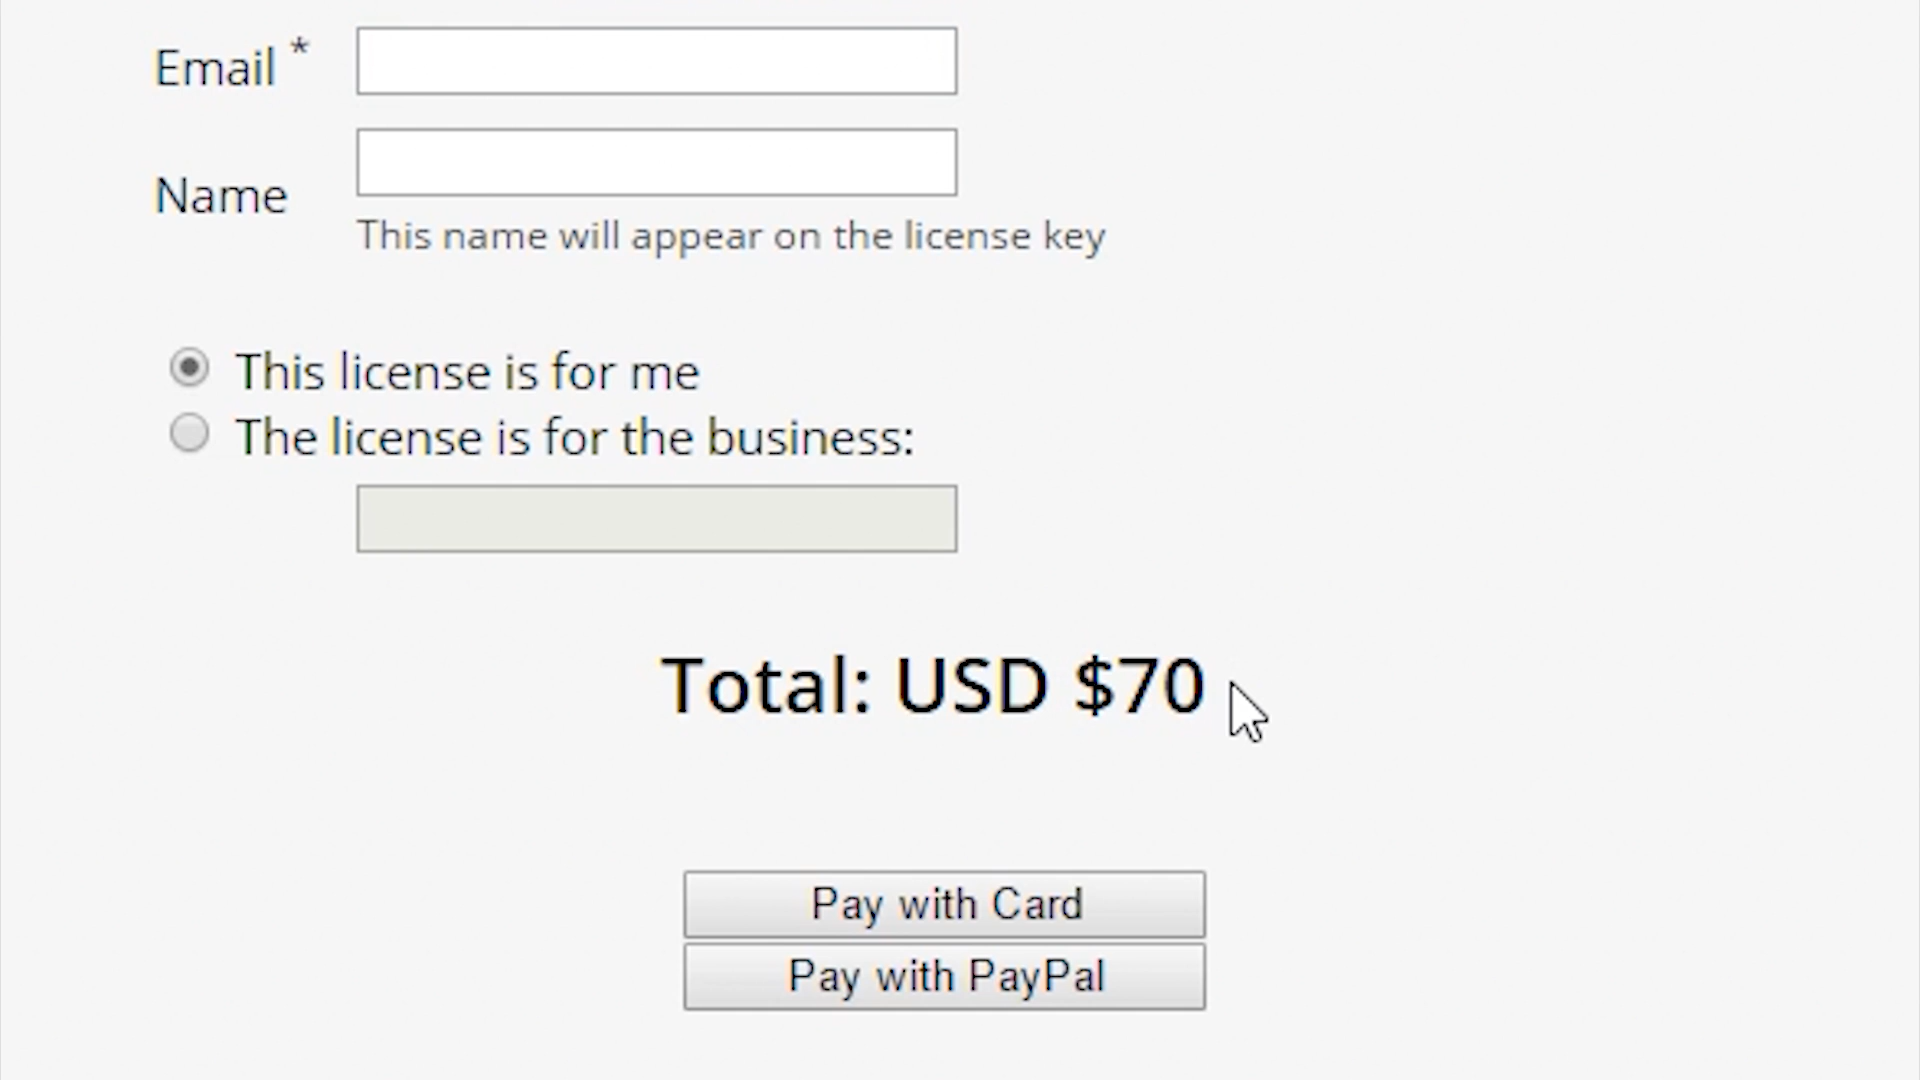 Email *
Name
This name will appear on the license key
This license is for me
The license is for the business:
Total: USD $70
Pay with Card
Pay with PayPal